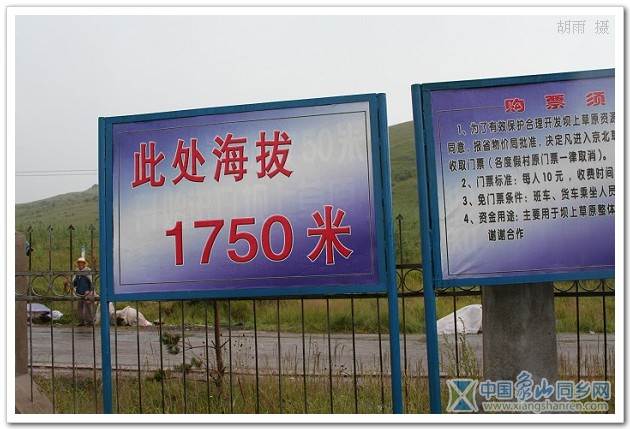 胡雨 摄
此处海拔
1750米
购票须
1、为了有效保护合理开发坝上草原资源
同意、报省物价同批准，决定凡进入京北草
收取门票（各度假村原门票一律取消）。
2、门票标准：每人10元，收费时间
3、免门票条件：班车、货车乘坐人员
4、资金用途：主要用于坝上草原整体
谢谢合作
中国象山同乡网
www.xiangshanren.com